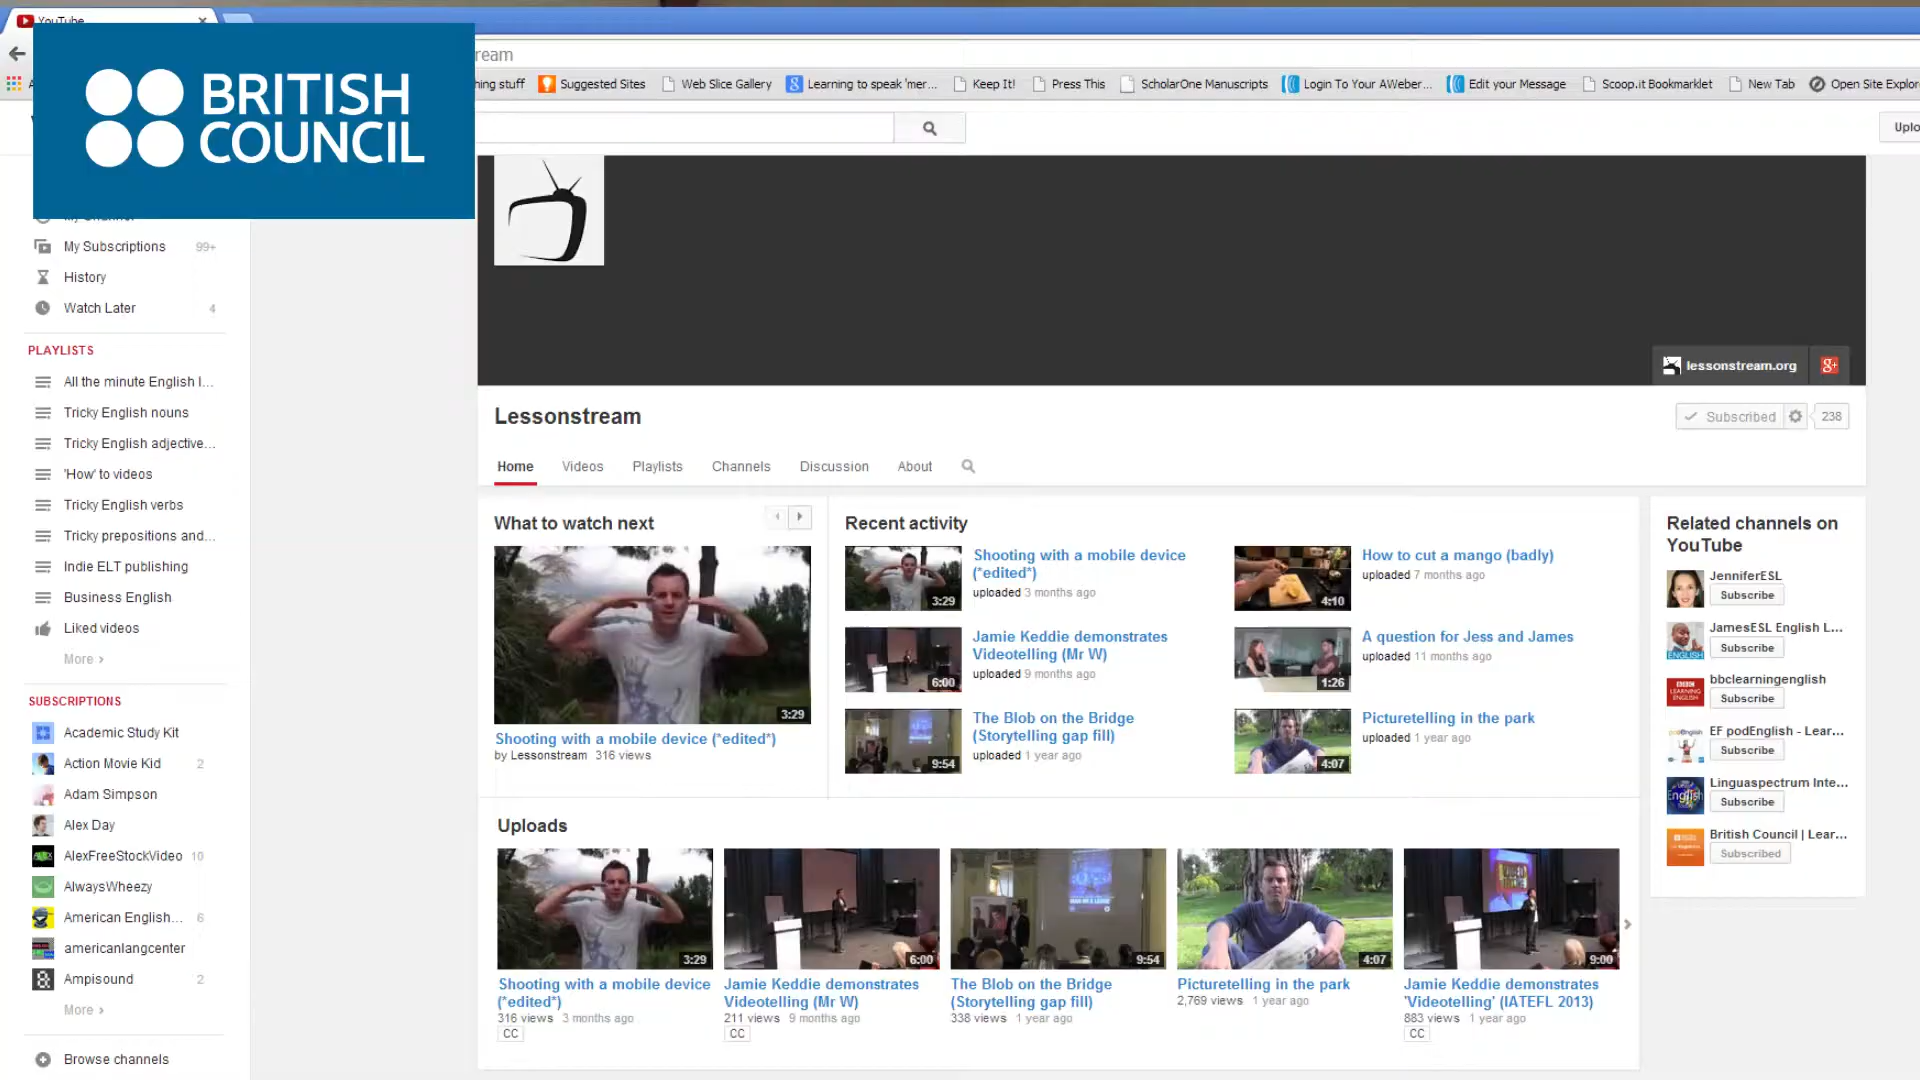 YouTube
BRITISH
COUNCIL
ream
ning stuff
Suggested Sites
Web Slice Gallery
Learning to speak 'mer...
Keep It!
Press This
ScholarOne Manuscripts
Login To Your AWeber...
Edit your Message
Scoop.it Bookmarklet
New Tab
Open Site Explor
Uplo
My Subscriptions 99+
History
Watch Later 4
PLAYLISTS
All the minute English l...
Tricky English nouns
Tricky English adjective...
'How' to videos
Tricky English verbs
Tricky prepositions and...
Indie ELT publishing
Business English
Liked videos
More ›
SUBSCRIPTIONS
Academic Study Kit
Action Movie Kid 2
Adam Simpson
Alex Day
AlexFreeStockVideo 10
AlwaysWheezy
American English... 6
americanlangcenter
Ampisound 2
More ›
Browse channels
lessonstream.org
g+
Lessonstream
Subscribed 238
Home Videos Playlists Channels Discussion About
What to watch next
3:29
Shooting with a mobile device (*edited*)
by Lessonstream 316 views
Recent activity
3:29
Shooting with a mobile device
(*edited*)
uploaded 3 months ago
4:10
How to cut a mango (badly)
uploaded 7 months ago
6:00
Jamie Keddie demonstrates
Videotelling (Mr W)
uploaded 9 months ago
1:26
A question for Jess and James
uploaded 11 months ago
9:54
The Blob on the Bridge
(Storytelling gap fill)
uploaded 1 year ago
4:07
Picturetelling in the park
uploaded 1 year ago
Uploads
3:29
Shooting with a mobile device
(*edited*)
316 views 3 months ago
CC
6:00
Jamie Keddie demonstrates
Videotelling (Mr W)
211 views 9 months ago
CC
9:54
The Blob on the Bridge
(Storytelling gap fill)
338 views 1 year ago
4:07
Picturetelling in the park
2,769 views 1 year ago
9:00
Jamie Keddie demonstrates
'Videotelling' (IATEFL 2013)
883 views 1 year ago
CC
Related channels on
YouTube
JenniferESL
Subscribe
ENGLISH
JamesESL English L...
Subscribe
BBC
LEARNING
ENGLISH
bbclearningenglish
Subscribe
EF podEnglish - Lear...
Subscribe
English
Linguaspectrum Inte...
Subscribe
British Council | Lear...
Subscribed